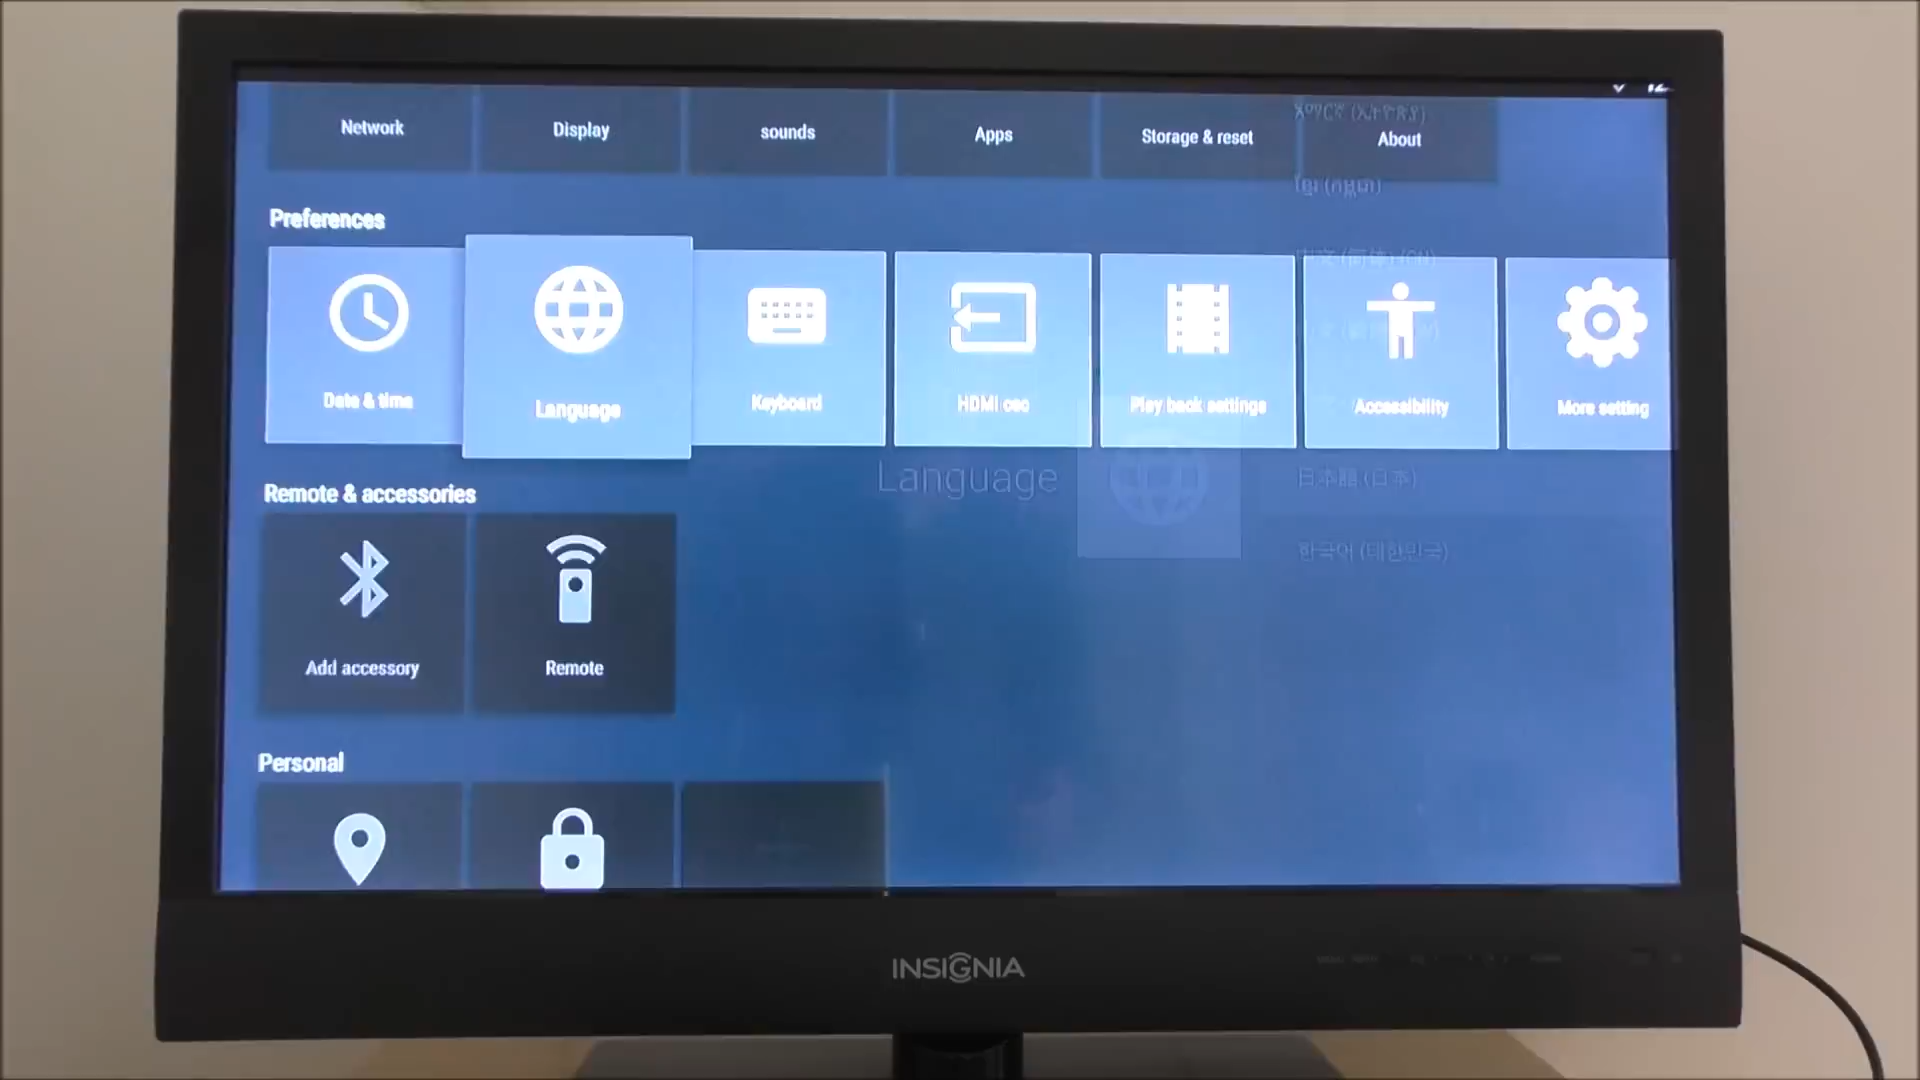 Network
Display
sounds
Apps
Storage & reset
About
Preferences
Date & time
Language
Keyboard
HDMI cec
Play back settings
Accessibility
More setting
Language
日本語 (日本)
한국어 (대한민국)
Remote & accessories
Add accessory
Remote
Personal
INSIGNIA